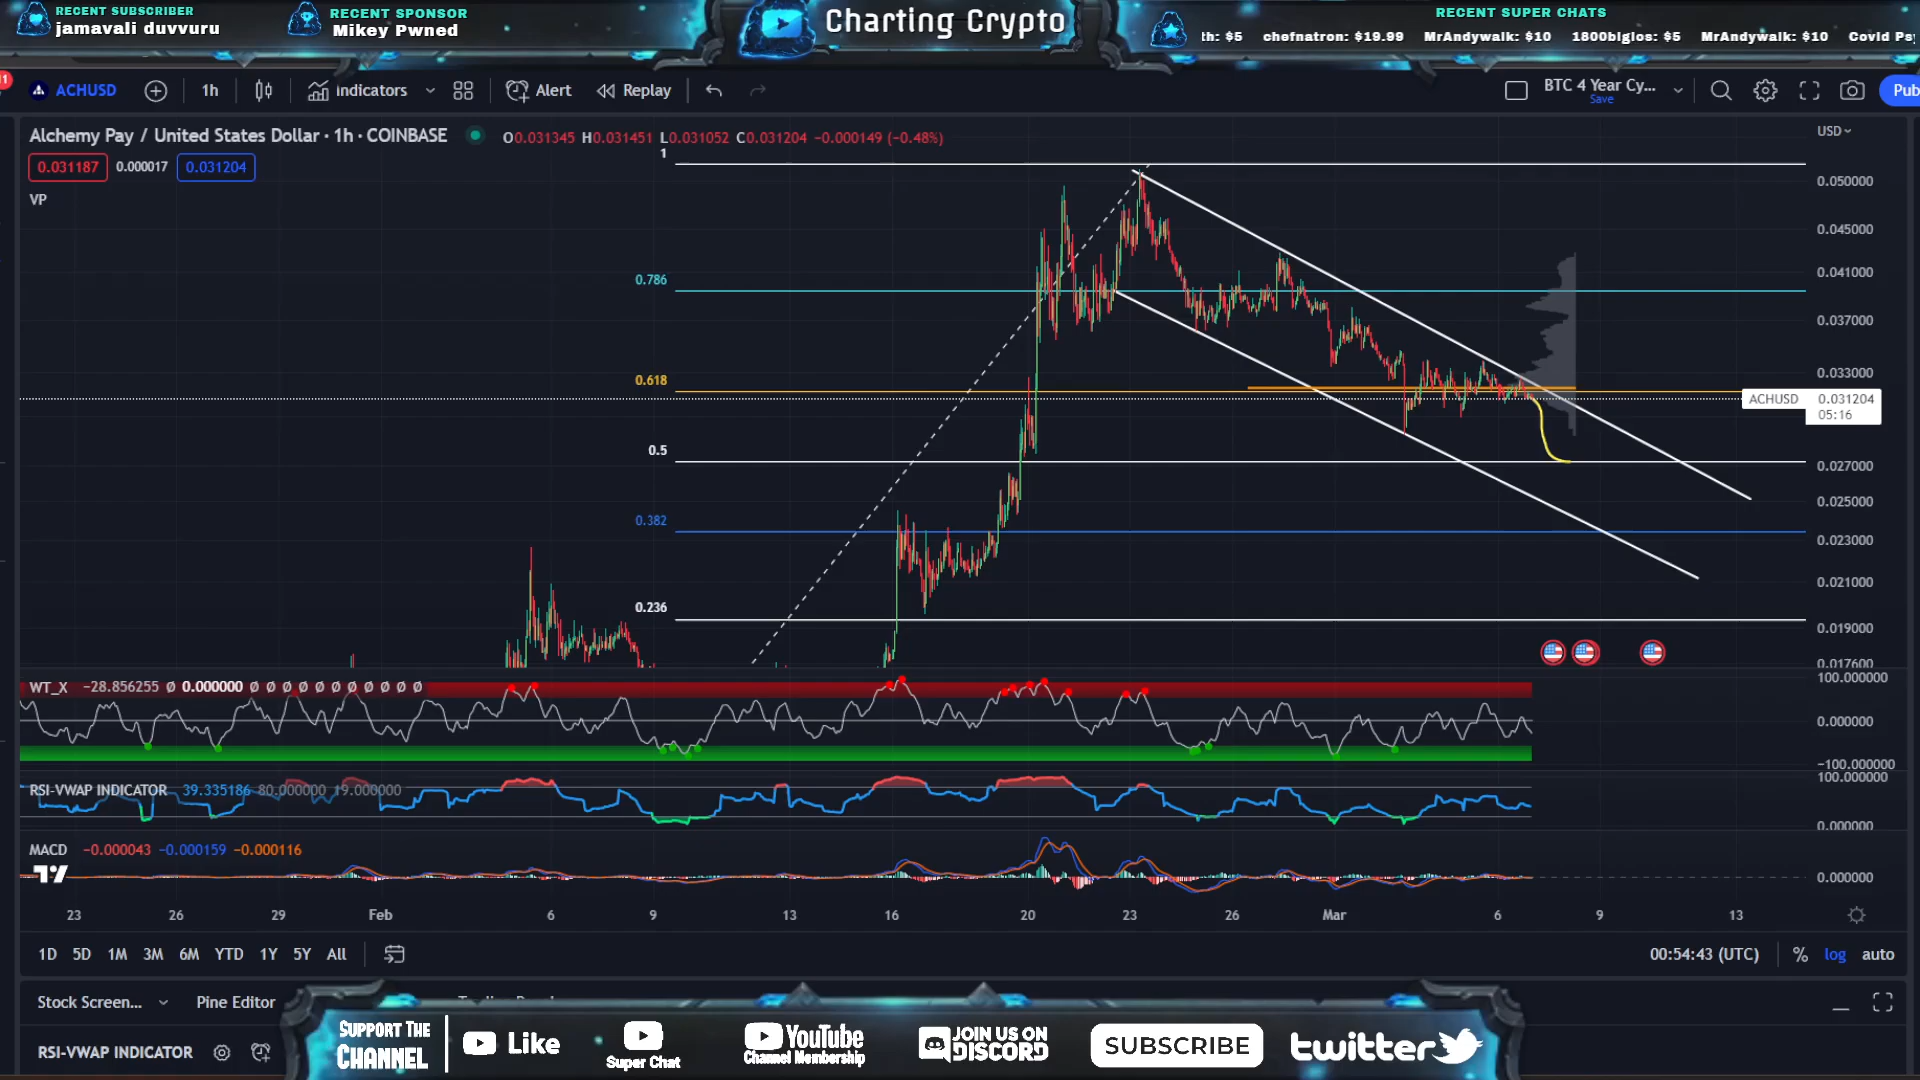 RECENT SUBSCRIBER
jamavali duvvuru
RECENT SPONSOR
Mikey Pwned
Charting Crypto
RECENT SUPER CHATS
th: $5 chefnatron: $19.99 MrAndywalk: $10 1800biglos: $5 MrAndywalk: $10 Covid Ps
11
ACHUSD
1h
Indicators
Alert
Replay
BTC 4 Year Cy...
Save
Pub
Alchemy Pay / United States Dollar · 1h · COINBASE
O0.031345 H0.031451 L0.031052 C0.031204 −0.000149 (−0.48%)
0.031187 0.000017 0.031204
VP
USD
1
0.786
0.618
0.5
0.382
0.236
0.050000
0.045000
0.041000
0.037000
0.033000
ACHUSD 0.031204
05:16
0.027000
0.025000
0.023000
0.021000
0.019000
0.017600
WT_X −28.856255 Ø 0.000000 Ø Ø Ø Ø Ø Ø Ø Ø Ø Ø Ø
100.000000
0.000000
−100.000000
RSI-VWAP INDICATOR 39.335186 80.000000 19.000000
100.000000
0.000000
MACD −0.000043 −0.000159 −0.000116
0.000000
23 26 29 Feb 6 9 13 16 20 23 26 Mar 6 9 13
1D 5D 1M 3M 6M YTD 1Y 5Y All
00:54:43 (UTC) % log auto
Stock Screen... Pine Editor
RSI-VWAP INDICATOR
SUPPORT THE
CHANNEL
Like
Super Chat
YouTube
Channel Membership
JOIN US ON
DISCORD
SUBSCRIBE
twitter